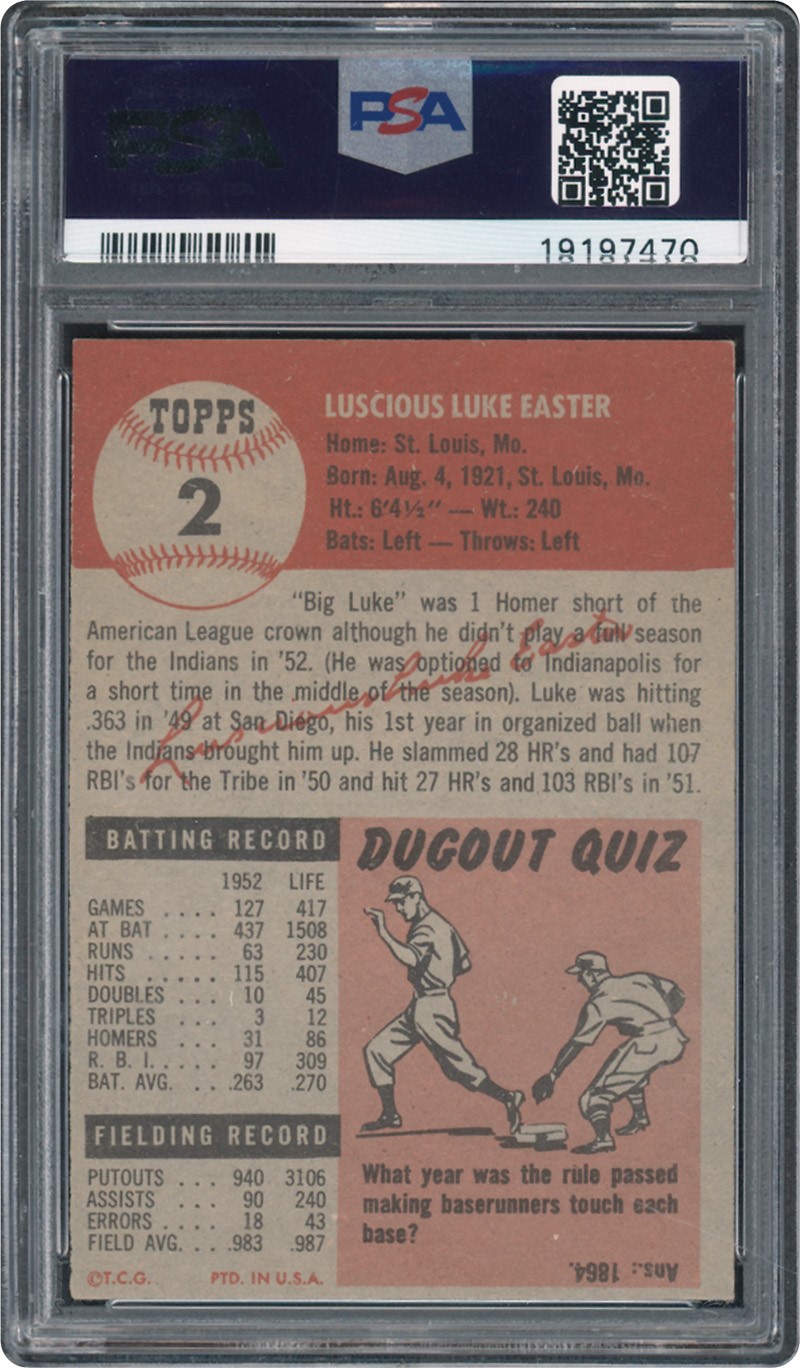 PSA
19197470
TOPPS
2
LUSCIOUS LUKE EASTER
Home: St. Louis, Mo.
Born: Aug. 4, 1921, St. Louis, Mo.
Ht.: 6'4½" — Wt.: 240
Bats: Left — Throws: Left
"Big Luke" was 1 Homer short of the
American League crown although he didn't play a full season
for the Indians in '52. (He was optioned to Indianapolis for
a short time in the middle of the season). Luke was hitting
.363 in '49 at San Diego, his 1st year in organized ball when
the Indians brought him up. He slammed 28 HR's and had 107
RBI's for the Tribe in '50 and hit 27 HR's and 103 RBI's in '51.
Luscious Luke Easter
BATTING RECORD
1952 LIFE
GAMES .... 127 417
AT BAT .... 437 1508
RUNS ..... 63 230
HITS ..... 115 407
DOUBLES ... 10 45
TRIPLES ... 3 12
HOMERS ... 31 86
R. B. I. .... 97 309
BAT. AVG. ... .263 .270
FIELDING RECORD
PUTOUTS ... 940 3106
ASSISTS ... 90 240
ERRORS .... 18 43
FIELD AVG. ... .983 .987
©T.C.G. PTD. IN U.S.A.
DUGOUT QUIZ
What year was the rule passed
making baserunners touch each
base?
Ans.: 1864.